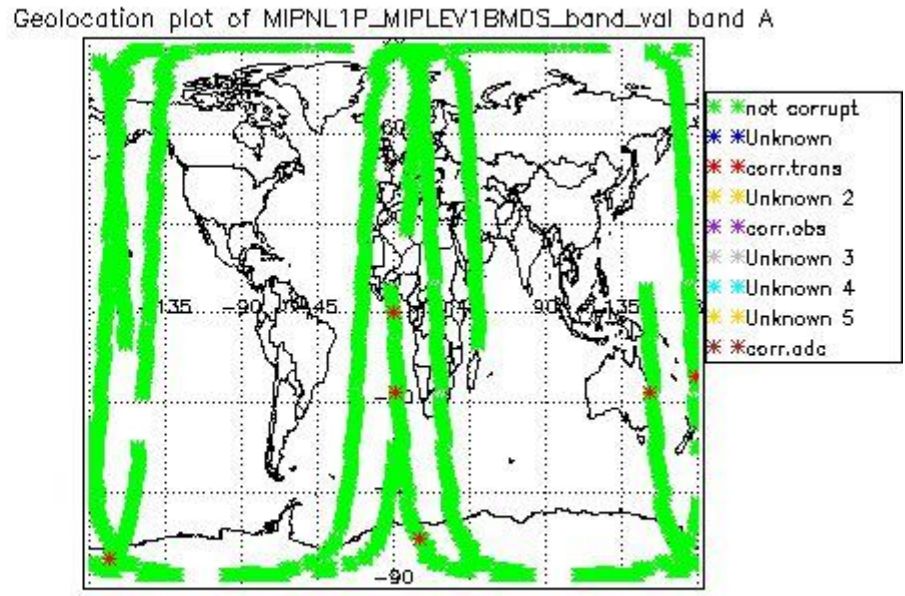 Geolocation plot of MIPNL1P_MIPLEV1BMDS_band_val band A
not corrupt
Unknown
corr.trans
Unknown 2
corr.obs
Unknown 3
Unknown 4
Unknown 5
corr.adc
60
135 -90 45 90 135
-90